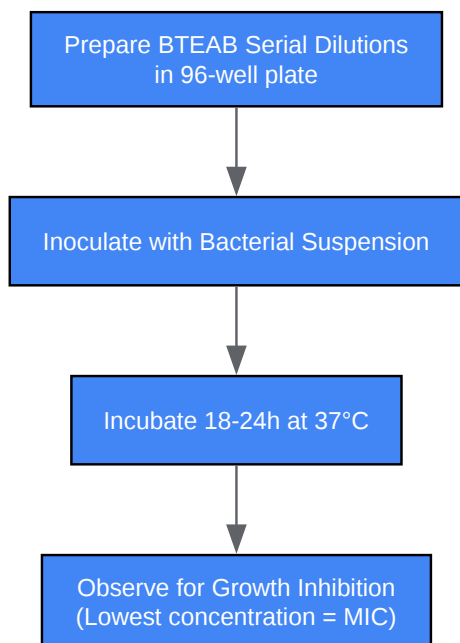 Prepare BTEAB Serial Dilutions
in 96-well plate
Inoculate with Bacterial Suspension
Incubate 18-24h at 37°C
Observe for Growth Inhibition
(Lowest concentration = MIC)